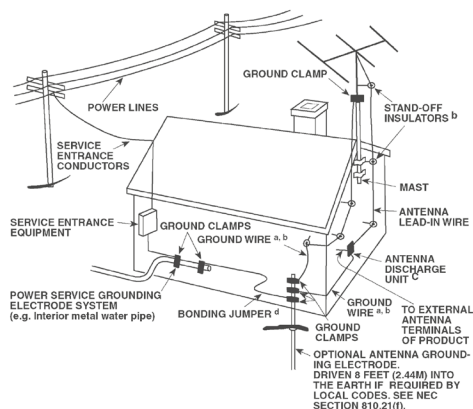 GROUND CLAMP
POWER LINES
STAND-OFF
INSULATORS b
SERVICE
ENTRANCE
CONDUCTORS
MAST
ANTENNA
LEAD-IN WIRE
SERVICE ENTRANCE
EQUIPMENT
GROUND CLAMPS
GROUND WIRE a, b
ANTENNA
DISCHARGE
UNIT C
POWER SERVICE GROUNDING
ELECTRODE SYSTEM
(e.g. Interior metal water pipe)
BONDING JUMPER d
GROUND
WIRE a, b
GROUND
CLAMPS
TO EXTERNAL
ANTENNA
TERMINALS
OF PRODUCT
OPTIONAL ANTENNA GROUND-
ING ELECTRODE.
DRIVEN 8 FEET (2.44M) INTO
THE EARTH IF REQUIRED BY
LOCAL CODES. SEE NEC
SECTION 810.21(f).